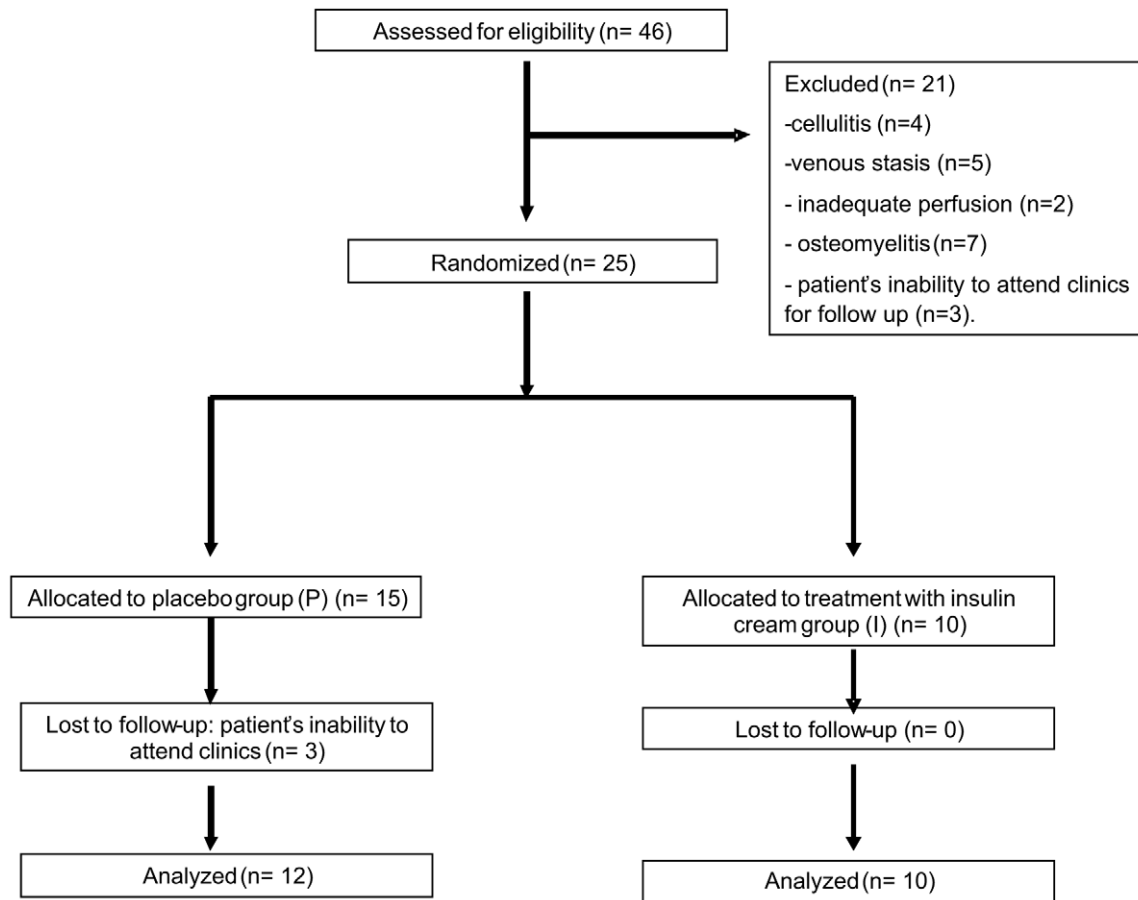 Assessed for eligibility (n= 46)
Excluded (n= 21)
-cellulitis (n=4)
-venous stasis (n=5)
- inadequate perfusion (n=2)
- osteomyelitis (n=7)
- patient's inability to attend clinics
for follow up (n=3).
Randomized (n= 25)
Allocated to placebo group (P) (n= 15)
Lost to follow-up: patient's inability to
attend clinics (n= 3)
Analyzed (n= 12)
Allocated to treatment with insulin
cream group (I) (n= 10)
Lost to follow-up (n= 0)
Analyzed (n= 10)